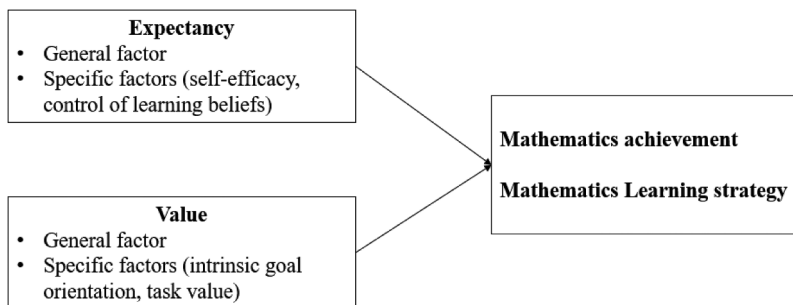 Expectancy
• General factor
• Specific factors (self-efficacy,
control of learning beliefs)
Value
• General factor
• Specific factors (intrinsic goal
orientation, task value)
Mathematics achievement
Mathematics Learning strategy